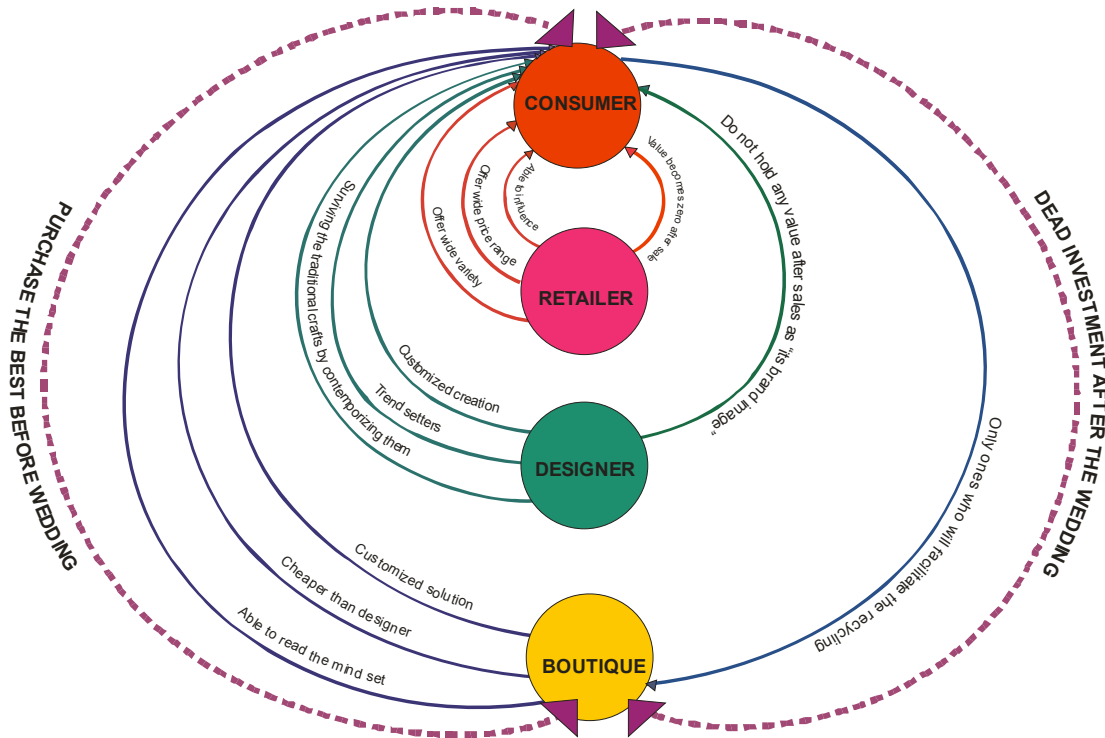 CONSUMER
RETAILER
DESIGNER
BOUTIQUE
PURCHASE THE BEST BEFORE WEDDING
DEAD INVESTMENT AFTER THE WEDDING
Able to influence
Offer wide price range
Offer wide variety
Value becomes zero after sale
Customized creation
Trend setters
Surviving the traditional crafts by contemporizing them
Do not hold any value after sales as "its brand image"
Customized solution
Cheaper than designer
Able to read the mind set
Only ones who will facilitate the recycling